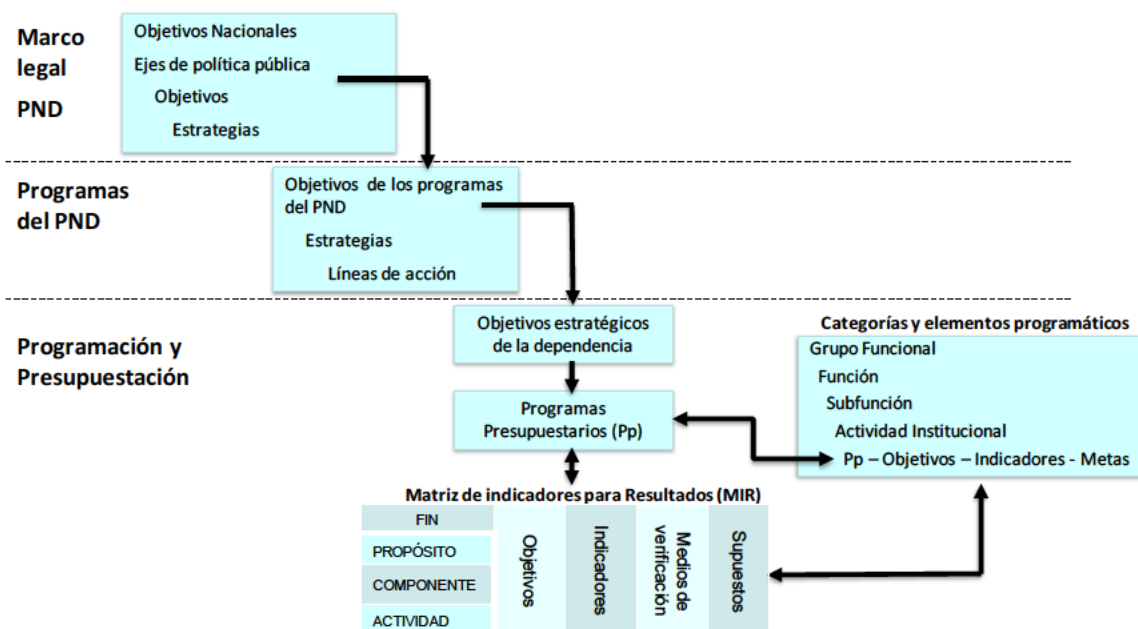 Marco
legal
PND
Objetivos Nacionales
Ejes de política pública
Objetivos
Estrategias
Programas
del PND
Objetivos de los programas
del PND
Estrategias
Líneas de acción
Programación y
Presupuestación
Objetivos estratégicos
de la dependencia
Programas
Presupuestarios (Pp)
Categorías y elementos programáticos
Grupo Funcional
Función
Subfunción
Actividad Institucional
Pp – Objetivos – Indicadores - Metas
Matriz de indicadores para Resultados (MIR)
FIN
PROPÓSITO
COMPONENTE
ACTIVIDAD
Objetivos
Indicadores
Medios de
verificación
Supuestos